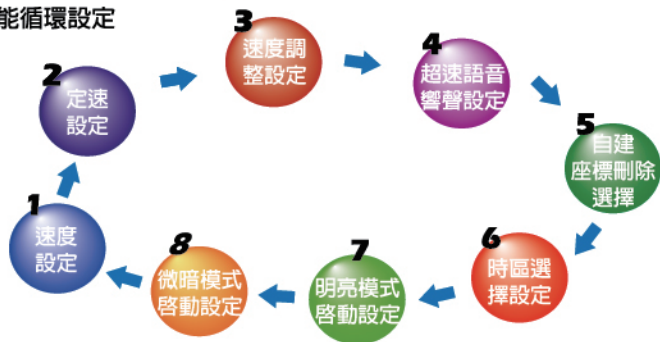 能循環設定
1
速度
設定
2
定速
設定
3
速度調
整設定
4
超速語音
響聲設定
5
自建
座標刪除
選擇
6
時區選
擇設定
7
明亮模式
啓動設定
8
微暗模式
啓動設定